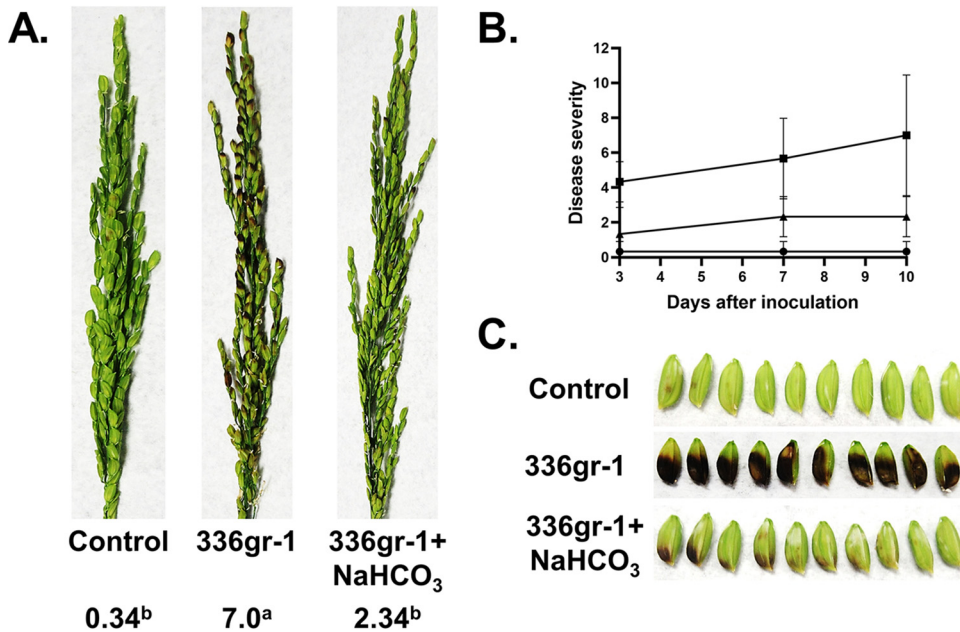 A.
Control
336gr-1
336gr-1+
NaHCO₃
0.34ᵇ
7.0ᵃ
2.34ᵇ
B.
Disease severity
12
10
8
6
4
2
0
3 4 5 6 7 8 9 10
Days after inoculation
C.
Control
336gr-1
336gr-1+
NaHCO₃